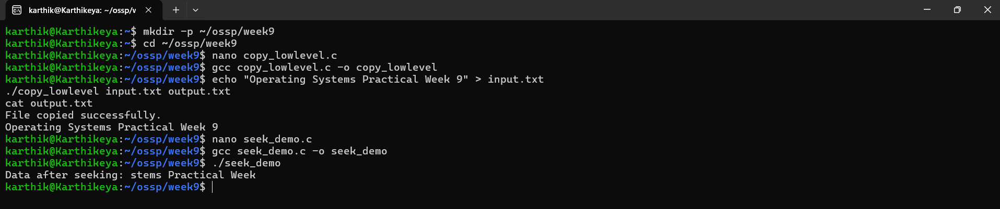 karthik@Karthikeya: ~/ossp/v
karthik@Karthikeya:~$ mkdir -p ~/ossp/week9
karthik@Karthikeya:~$ cd ~/ossp/week9
karthik@Karthikeya:~/ossp/week9$ nano copy_lowlevel.c
karthik@Karthikeya:~/ossp/week9$ gcc copy_lowlevel.c -o copy_lowlevel
karthik@Karthikeya:~/ossp/week9$ echo "Operating Systems Practical Week 9" > input.txt
./copy_lowlevel input.txt output.txt
cat output.txt
File copied successfully.
Operating Systems Practical Week 9
karthik@Karthikeya:~/ossp/week9$ nano seek_demo.c
karthik@Karthikeya:~/ossp/week9$ gcc seek_demo.c -o seek_demo
karthik@Karthikeya:~/ossp/week9$ ./seek_demo
Data after seeking: stems Practical Week
karthik@Karthikeya:~/ossp/week9$